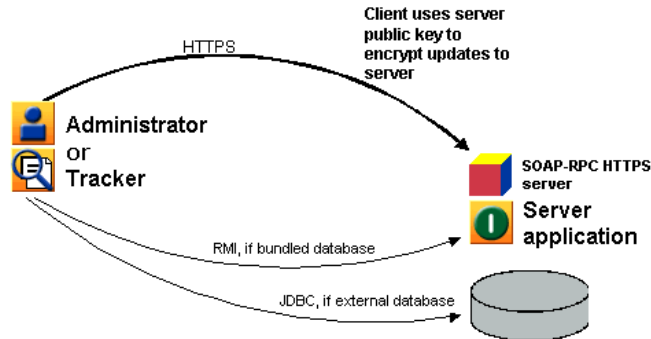 Client uses server
public key to
encrypt updates to
server
HTTPS
Administrator
or
Tracker
SOAP-RPC HTTPS
server
Server
application
RMI, if bundled database
JDBC, if external database